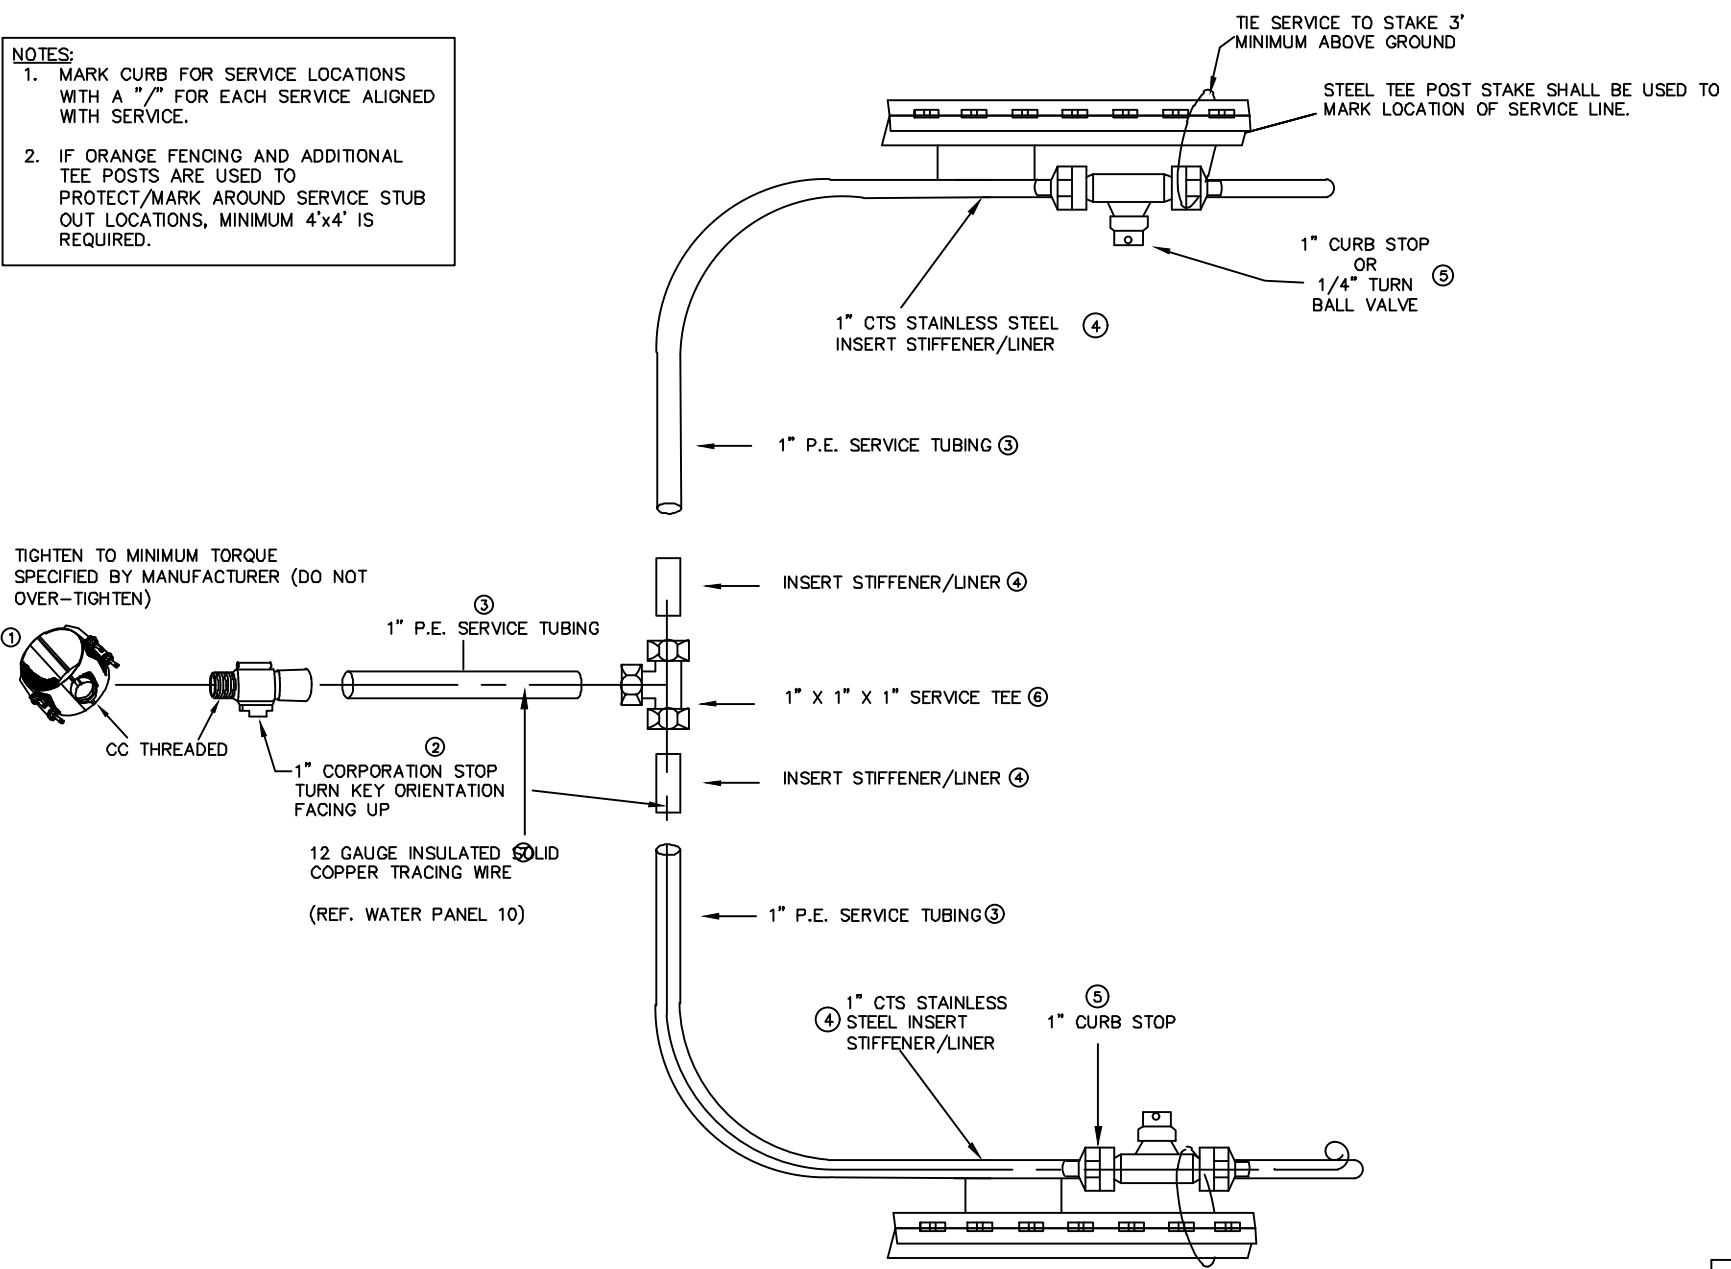 NOTES:
1. MARK CURB FOR SERVICE LOCATIONS
WITH A "/" FOR EACH SERVICE ALIGNED
WITH SERVICE.
2. IF ORANGE FENCING AND ADDITIONAL
TEE POSTS ARE USED TO
PROTECT/MARK AROUND SERVICE STUB
OUT LOCATIONS, MINIMUM 4'x4' IS
REQUIRED.
TIE SERVICE TO STAKE 3'
MINIMUM ABOVE GROUND
STEEL TEE POST STAKE SHALL BE USED TO
MARK LOCATION OF SERVICE LINE.
1" CURB STOP
OR
1/4" TURN
BALL VALVE
5
1" CTS STAINLESS STEEL
INSERT STIFFENER/LINER
4
1" P.E. SERVICE TUBING 3
TIGHTEN TO MINIMUM TORQUE
SPECIFIED BY MANUFACTURER (DO NOT
OVER-TIGHTEN)
1
3
1" P.E. SERVICE TUBING
INSERT STIFFENER/LINER 4
1" X 1" X 1" SERVICE TEE 6
CC THREADED
2
1" CORPORATION STOP
TURN KEY ORIENTATION
FACING UP
INSERT STIFFENER/LINER 4
12 GAUGE INSULATED SOLID
COPPER TRACING WIRE
(REF. WATER PANEL 10)
1" P.E. SERVICE TUBING 3
4
1" CTS STAINLESS
STEEL INSERT
STIFFENER/LINER
5
1" CURB STOP